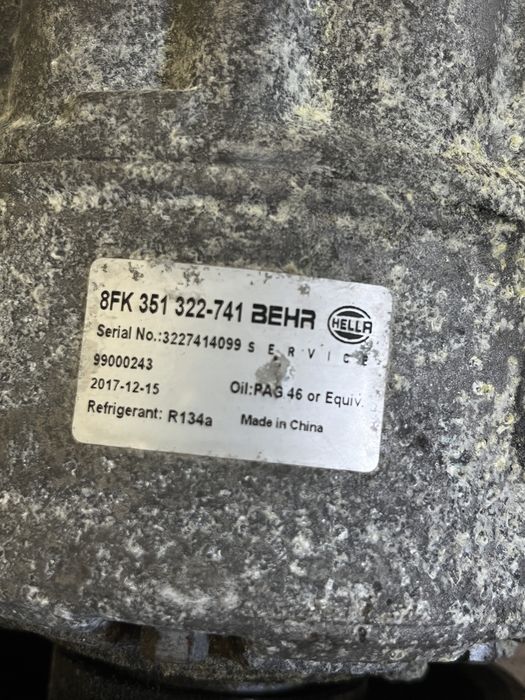 8FK 351 322-741 BEHR HELLA
Serial No.:3227414099 SERVICE
99000243
2017-12-15 Oil:PAG 46 or Equiv.
Refrigerant: R134a Made in China